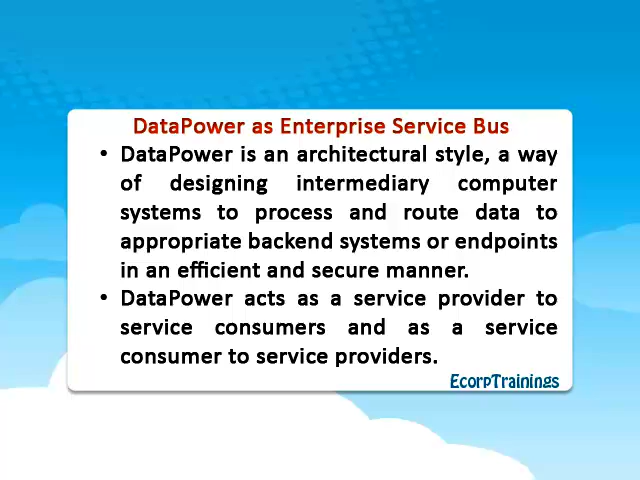 DataPower as Enterprise Service Bus
• DataPower is an architectural style, a way
of designing intermediary computer
systems to process and route data to
appropriate backend systems or endpoints
in an efficient and secure manner.
• DataPower acts as a service provider to
service consumers and as a service
consumer to service providers.
EcorpTrainings